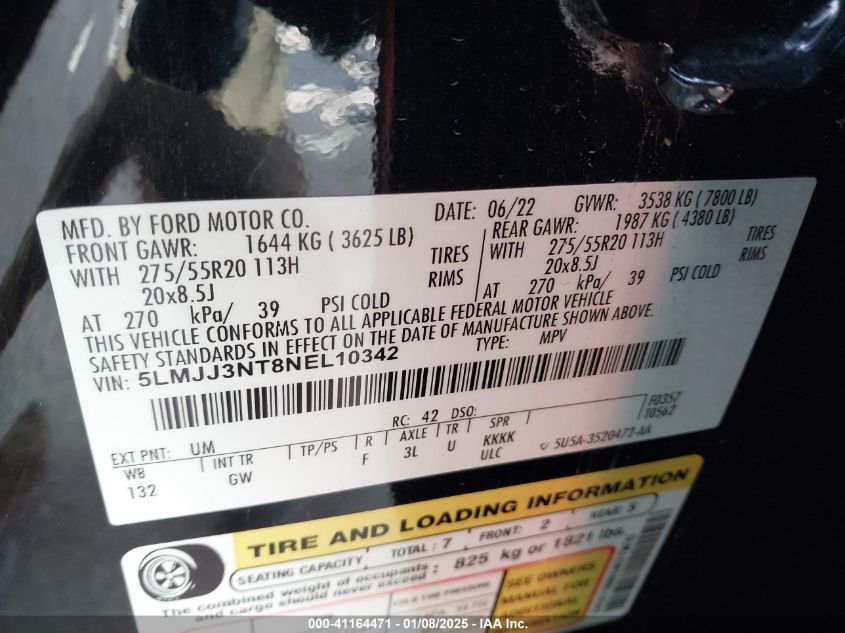 MFD. BY FORD MOTOR CO. DATE: 06/22 GVWR: 3538 KG ( 7800 LB)
FRONT GAWR: 1644 KG ( 3625 LB) REAR GAWR: 1987 KG ( 4380 LB)
WITH 275/55R20 113H TIRES WITH 275/55R20 113H TIRES
20x8.5J RIMS 20x8.5J RIMS
AT 270 kPa/ 39 PSI COLD AT 270 kPa/ 39 PSI COLD
THIS VEHICLE CONFORMS TO ALL APPLICABLE FEDERAL MOTOR VEHICLE
SAFETY STANDARDS IN EFFECT ON THE DATE OF MANUFACTURE SHOWN ABOVE.
VIN: 5LMJJ3NT8NEL10342 TYPE: MPV
F0357
T0562
RC: 42 DSO:
EXT PNT: UM
WB INT TR TP/PS R AXLE TR SPR
132 GW F 3L U KKKK
ULC
5U5A-3520472-AA
TIRE AND LOADING INFORMATION
SEATING CAPACITY TOTAL: 7 FRONT: 2 REAR: 5
The combined weight of occupants and cargo should never exceed : 825 kg or 1821 lbs.
COLD TIRE PRESSURE
SEE OWNERS
MANUAL FOR
ADDITIONAL
000-41164471 - 01/08/2025 - IAA Inc.